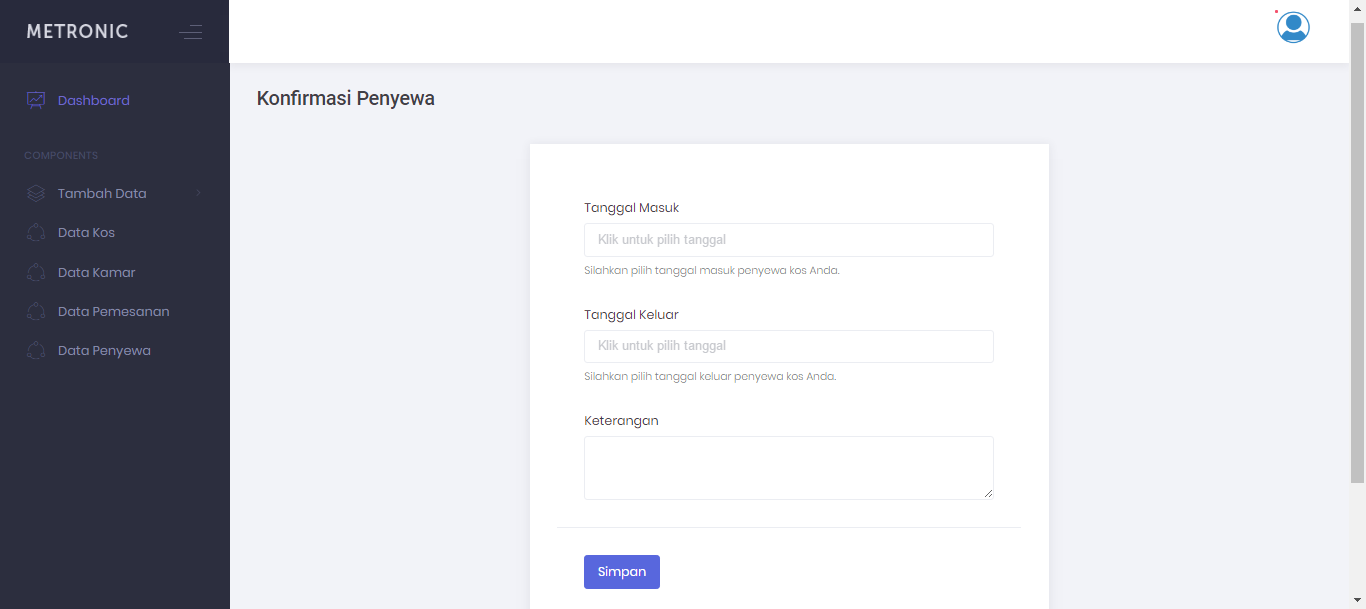 METRONIC
Dashboard
COMPONENTS
Tambah Data
Data Kos
Data Kamar
Data Pemesanan
Data Penyewa
Konfirmasi Penyewa
Tanggal Masuk
Klik untuk pilih tanggal
Silahkan pilih tanggal masuk penyewa kos Anda.
Tanggal Keluar
Klik untuk pilih tanggal
Silahkan pilih tanggal keluar penyewa kos Anda.
Keterangan
Simpan